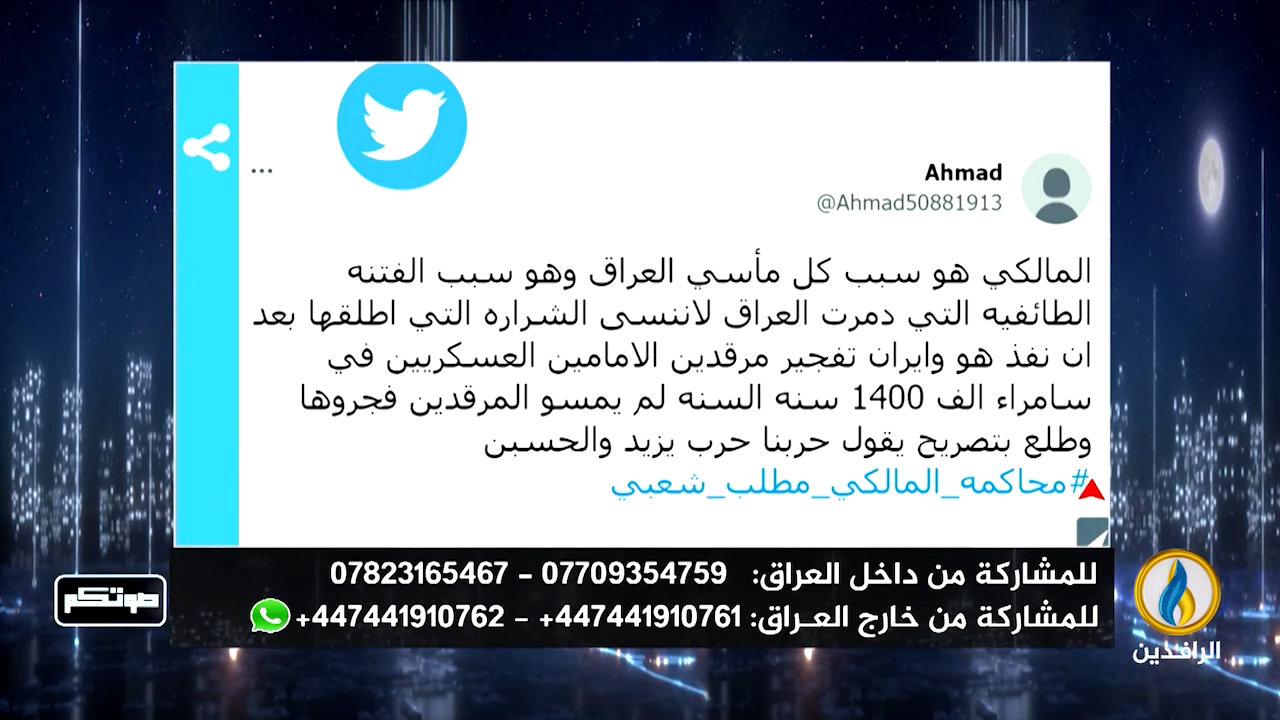 Ahmad
@Ahmad50881913
المالكي هو سبب كل مأسي العراق وهو سبب الفتنه
الطائفيه التي دمرت العراق لاننسى الشراره التي اطلقها بعد
ان نفذ هو وايران تفجير مرقدين الامامين العسكريين في
سامراء الف 1400 سنه السنه لم يمسو المرقدين فجروها
وطلع بتصريح يقول حربنا حرب يزيد والحسبن
#محاكمه_المالكي_مطلب_شعبي
للمشاركة من داخل العراق: 07709354759 - 07823165467
للمشاركة من خارج العـراق: 447441910761+ - 447441910762+
صوتكم
الرافدين